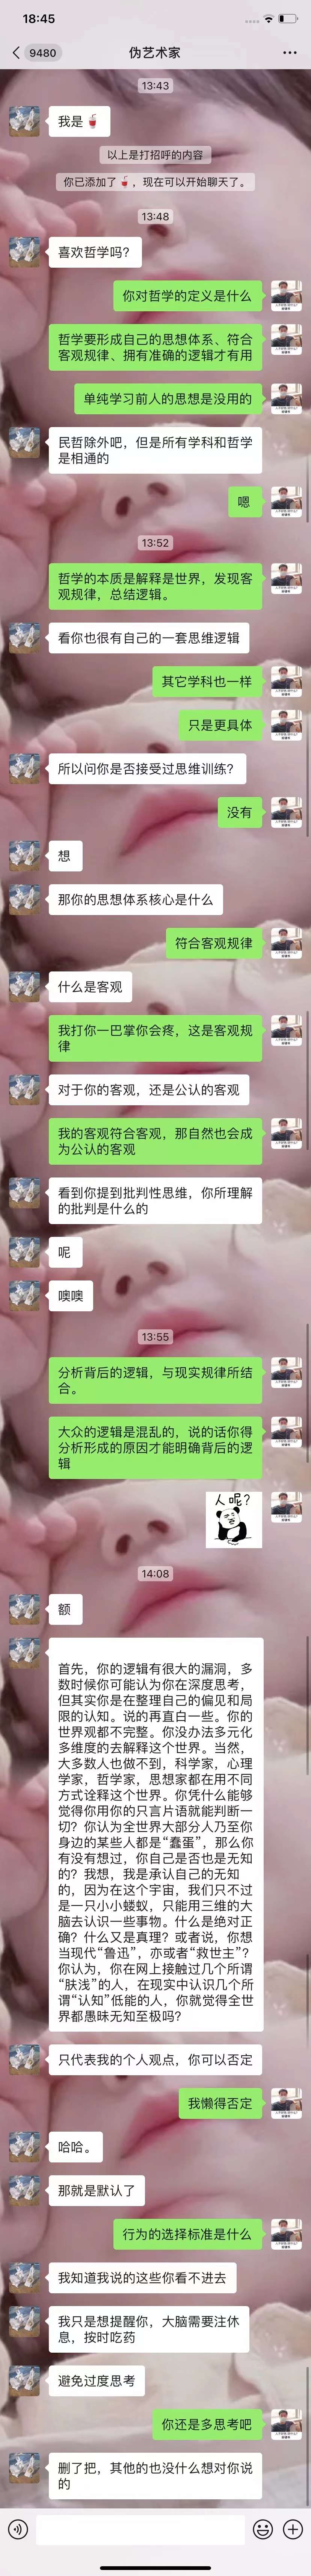 18:45
9480
伪艺术家
13:43
我是🥤
以上是打招呼的内容
你已添加了🥤，现在可以开始聊天了。
13:48
喜欢哲学吗？
你对哲学的定义是什么
哲学要形成自己的思想体系、符合
客观规律、拥有准确的逻辑才有用
单纯学习前人的思想是没用的
民哲除外吧，但是所有学科和哲学
是相通的
嗯
13:52
哲学的本质是解释是世界，发现客
观规律，总结逻辑。
看你也很有自己的一套思维逻辑
其它学科也一样
只是更具体
所以问你是否接受过思维训练？
没有
想
那你的思想体系核心是什么
符合客观规律
什么是客观
我打你一巴掌你会疼，这是客观规
律
对于你的客观，还是公认的客观
我的客观符合客观，那自然也会成
为公认的客观
看到你提到批判性思维，你所理解
的批判是什么的
呢
噢噢
13:55
分析背后的逻辑，与现实规律所结
合。
大众的逻辑是混乱的，说的话你得
分析形成的原因才能明确背后的逻
辑
人呢？
14:08
额
首先，你的逻辑有很大的漏洞，多
数时候你可能认为你在深度思考，
但其实你是在整理自己的偏见和局
限的认知。说的再直白一些。你的
世界观都不完整。你没办法多元化
多维度的去解释这个世界。当然，
大多数人也做不到，科学家，心理
学家，哲学家，思想家都在用不同
方式诠释这个世界。你凭什么能够
觉得你用你的只言片语就能判断一
切？你认为全世界大部分人乃至你
身边的某些人都是“蠢蛋”，那么你
有没有想过，你自己是否也是无知
的？我想，我是承认自己的无知
的，因为在这个宇宙，我们只不过
是一只小小蝼蚁，只能用三维的大
脑去认识一些事物。什么是绝对正
确？什么又是真理？或者说，你想
当现代“鲁迅”，亦或者“救世主”？
你认为，你在网上接触过几个所谓
“肤浅”的人，在现实中认识几个所
谓“认知”低能的人，你就觉得全世
界都愚昧无知至极吗？
只代表我的个人观点，你可以否定
我懒得否定
哈哈。
那就是默认了
行为的选择标准是什么
我知道我说的这些你看不进去
我只是想提醒你，大脑需要注休
息，按时吃药
避免过度思考
你还是多思考吧
删了把，其他的也没什么想对你说
的